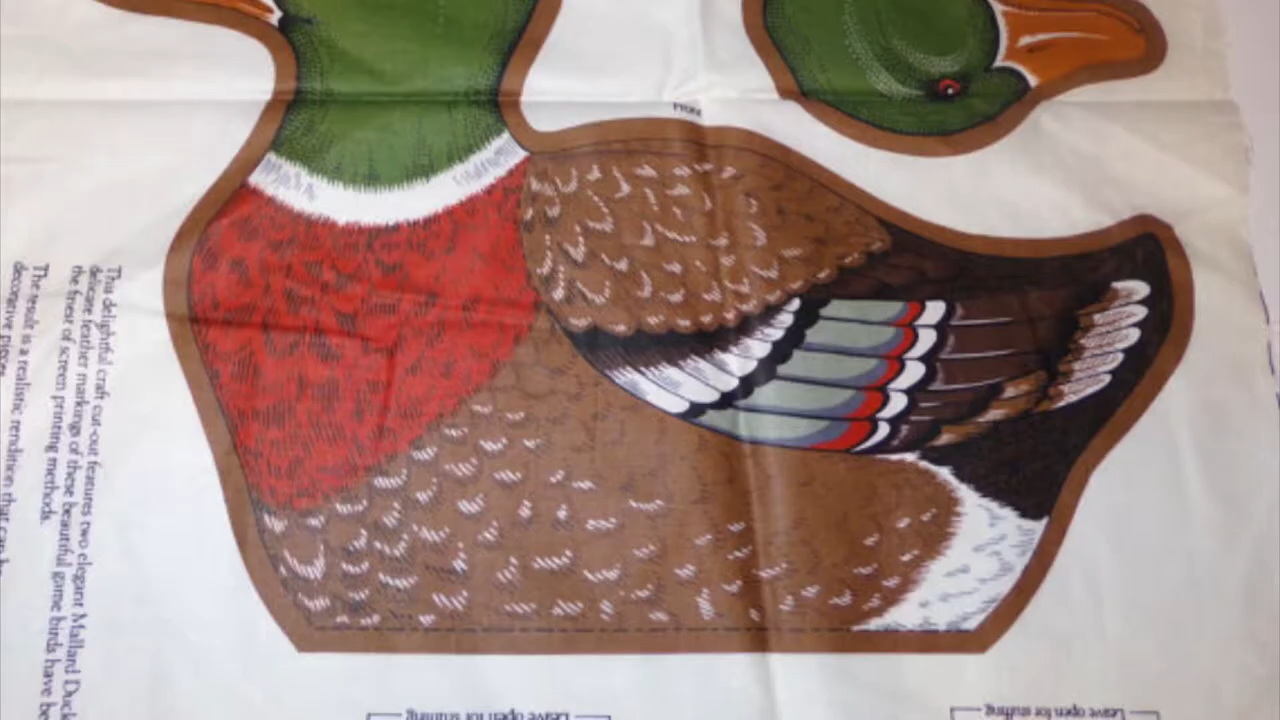 This delightful craft cut-out features two elegant Mallard Duck
delicate feather markings of these beautiful game birds have be
the finest of screen printing methods.
The result is a realistic rendition that can be
decorative pieces
Leave open for stuffing
Leave open for stuffing